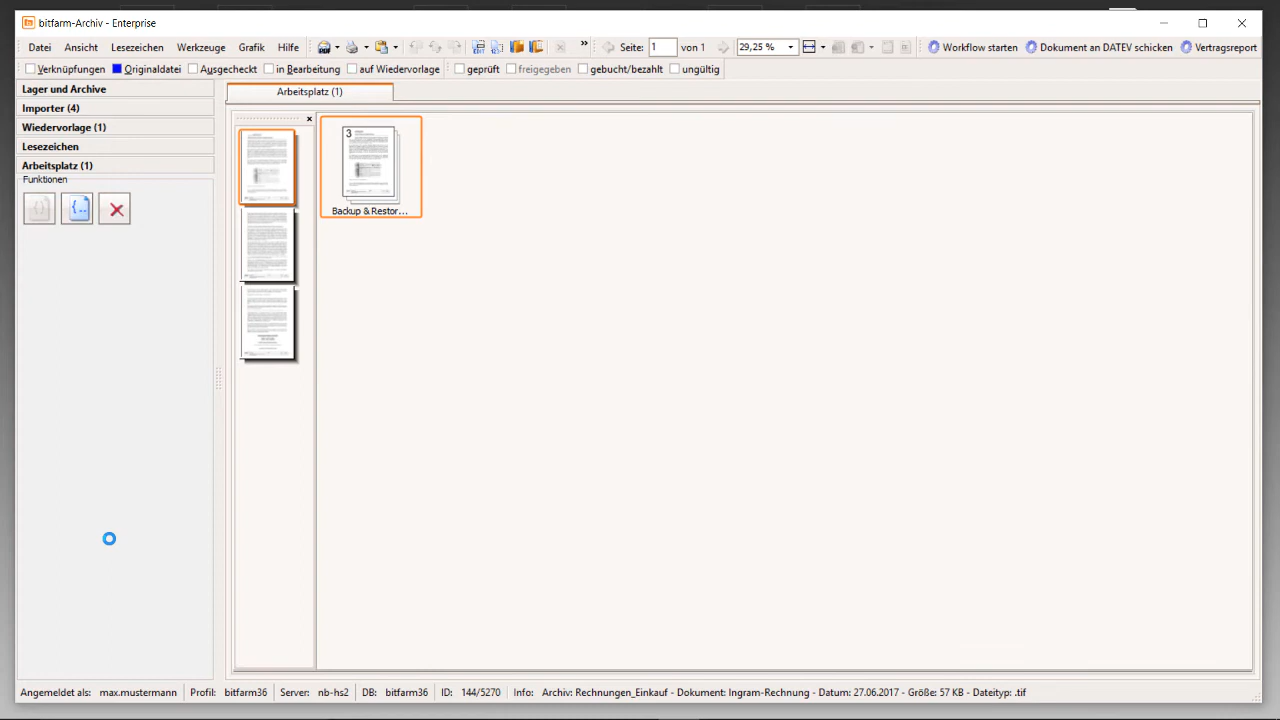 bitfarm-Archiv - Enterprise
Datei Ansicht Lesezeichen Werkzeuge Grafik Hilfe PDF » Seite: 1 von 1 29,25 % Workflow starten Dokument an DATEV schicken Vertragsreport
Verknüpfungen Originaldatei Ausgecheckt in Bearbeitung auf Wiedervorlage geprüft freigegeben gebucht/bezahlt ungültig
Lager und Archive
Importer (4)
Wiedervorlage (1)
Lesezeichen
Arbeitsplatz (1)
Funktionen
Arbeitsplatz (1)
3
Backup & Restor...
Angemeldet als: max.mustermann Profil: bitfarm36 Server: nb-hs2 DB: bitfarm36 ID: 144/5270 Info: Archiv: Rechnungen_Einkauf - Dokument: Ingram-Rechnung - Datum: 27.06.2017 - Größe: 57 KB - Dateityp: .tif